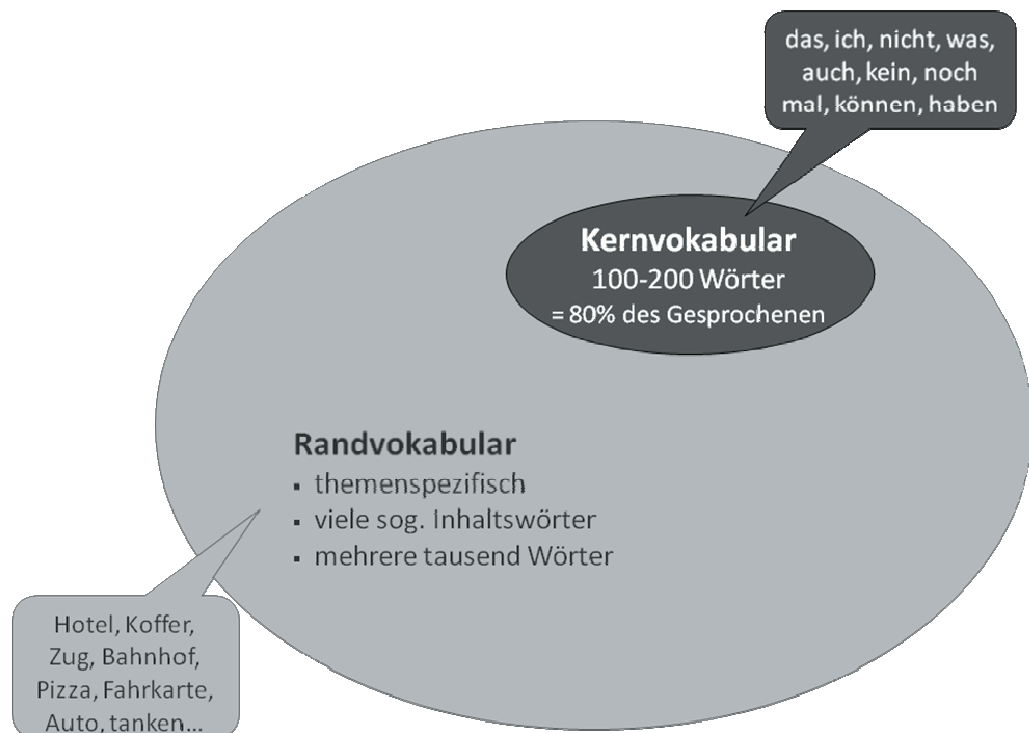 das, ich, nicht, was,
auch, kein, noch
mal, können, haben
Kernvokabular
100-200 Wörter
= 80% des Gesprochenen
Randvokabular
▪ themenspezifisch
▪ viele sog. Inhaltswörter
▪ mehrere tausend Wörter
Hotel, Koffer,
Zug, Bahnhof,
Pizza, Fahrkarte,
Auto, tanken...